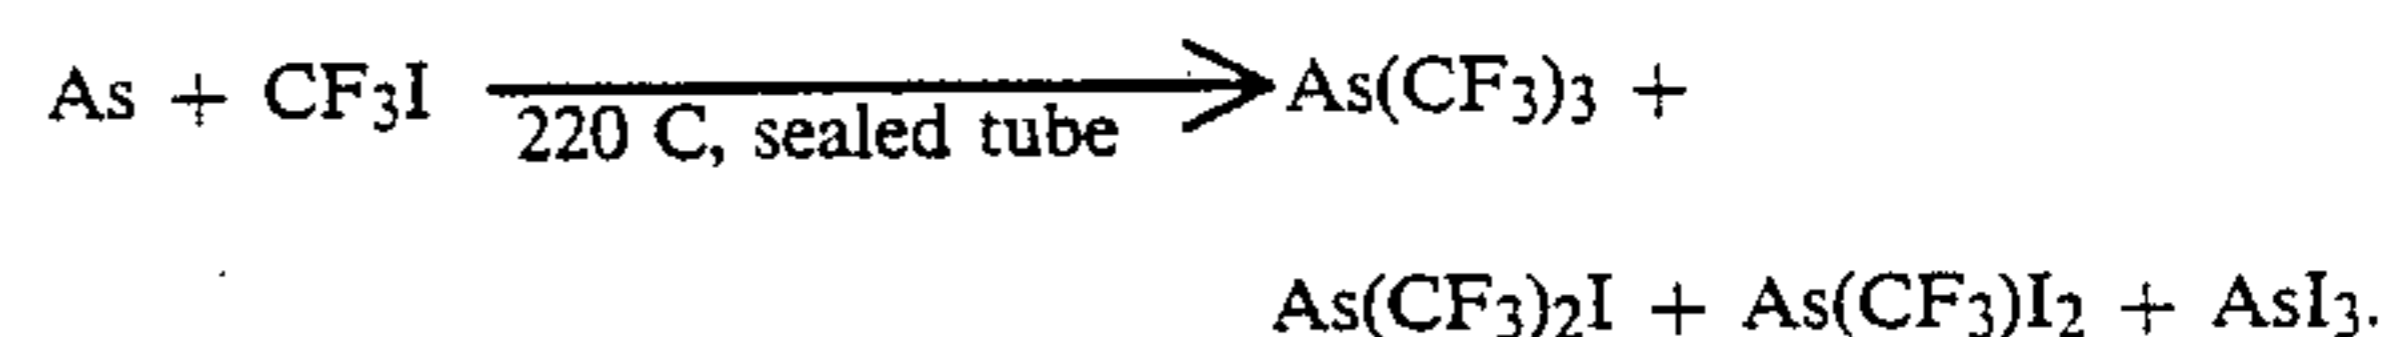 As + CF3I 220 C, sealed tube As(CF3)3 +
As(CF3)2I + As(CF3)I2 + AsI3.